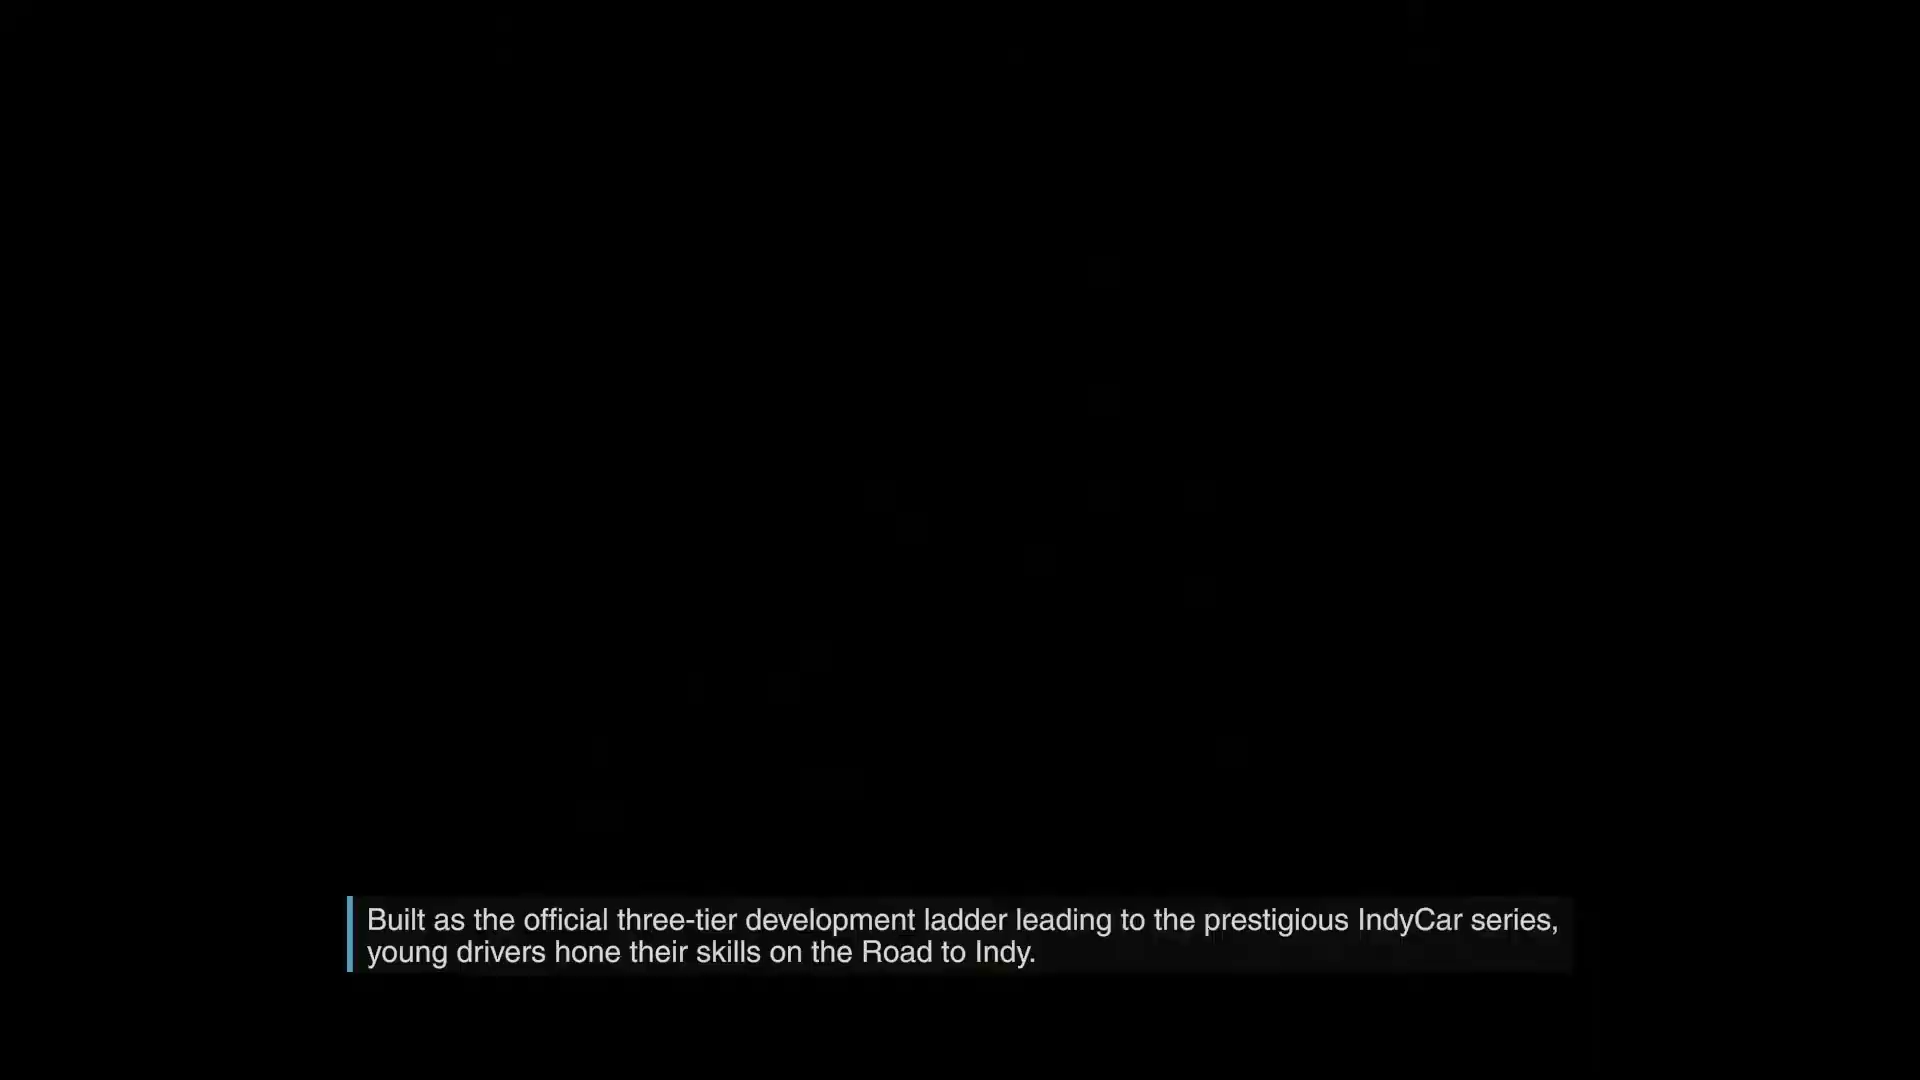 Built as the official three-tier development ladder leading to the prestigious IndyCar series,
young drivers hone their skills on the Road to Indy.